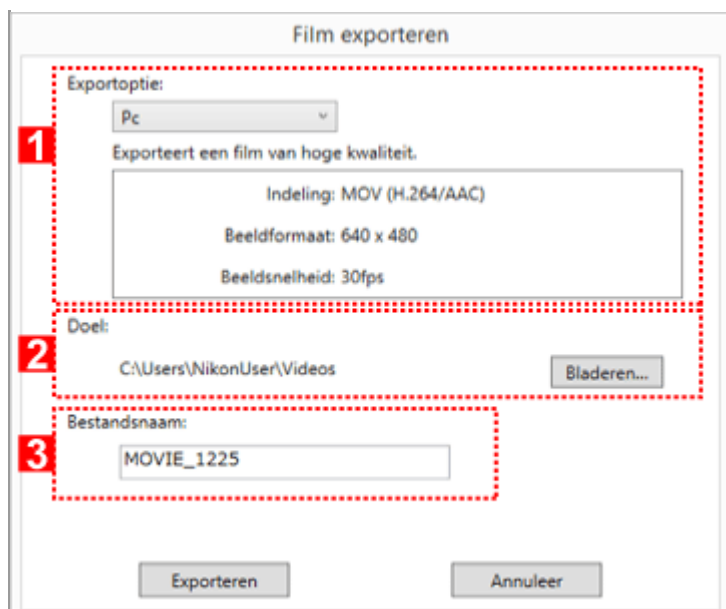 Film exporteren
Exportoptie:
Pc
1
Exporteert een film van hoge kwaliteit.
Indeling: MOV (H.264/AAC)
Beeldformaat: 640 x 480
Beeldsnelheid: 30fps
Doel:
2
C:\Users\NikonUser\Videos
Bladeren...
Bestandsnaam:
3
MOVIE_1225
Exporteren
Annuleer